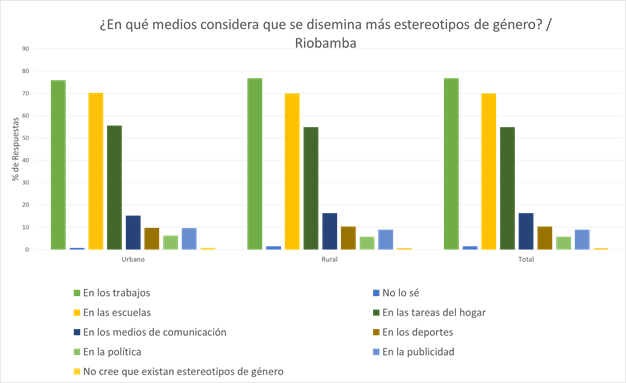 ¿En qué medios considera que se disemina más estereotipos de género? /
Riobamba
% de Respuestas
90
80
70
60
50
40
30
20
10
0
Urbano Rural Total
En los trabajos No lo sé
En las escuelas En las tareas del hogar
En los medios de comunicación En los deportes
En la política En la publicidad
No cree que existan estereotipos de género